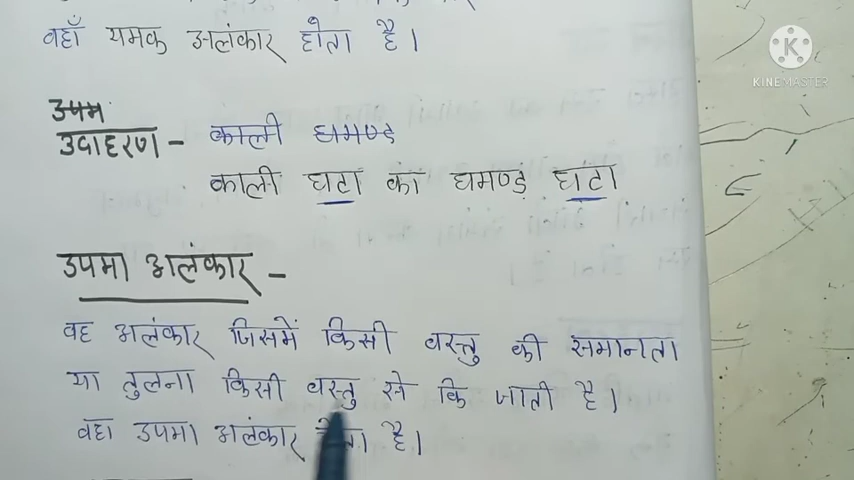 वहाँ यमक अलंकार होता है।
उपम
उदाहरण - काली घमण्ड
काली घटा का घमण्ड घटा
उपमा अलंकार -
वह अलंकार जिसमें किसी वस्तु की समानता
या तुलना किसी वस्तु से कि जाती है।
वहा उपमा अलंकार है।
KINEMASTER